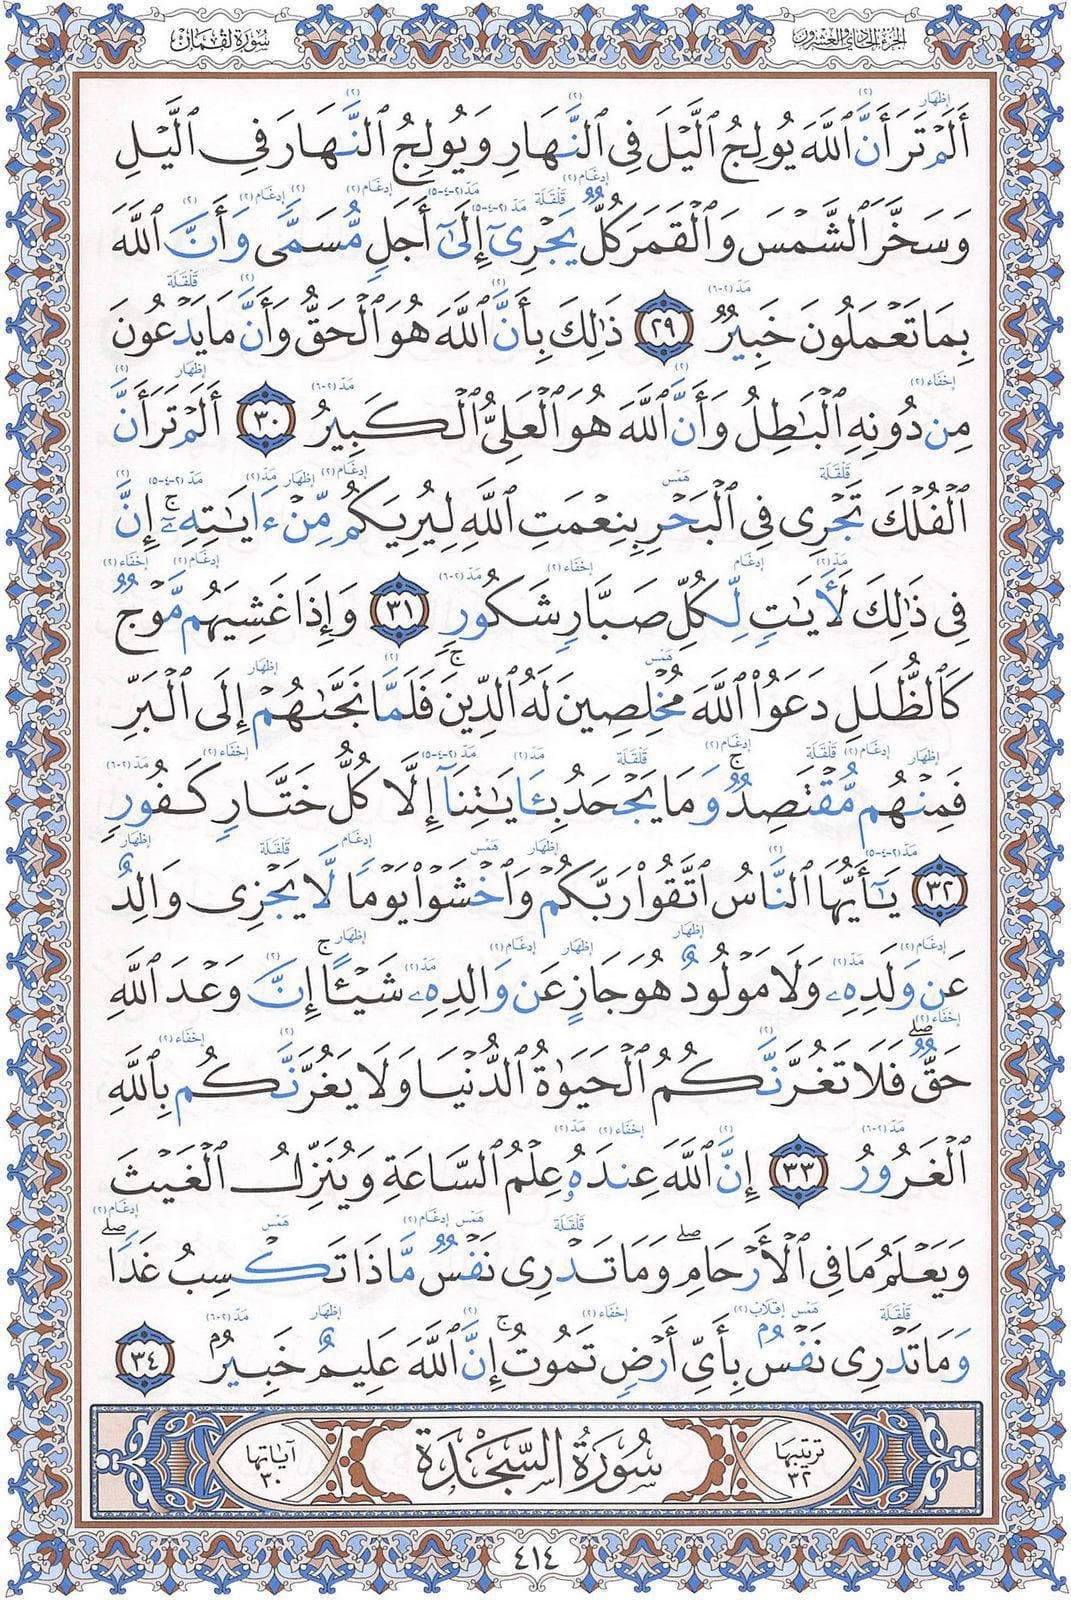 الجزء الحادي والعشرون
سورة لقمان
أَلَمْ تَرَ أَنَّ ٱللَّهَ يُولِجُ ٱلَّيْلَ فِى ٱلنَّهَارِ وَيُولِجُ ٱلنَّهَارَ فِى ٱلَّيْلِ
وَسَخَّرَ ٱلشَّمْسَ وَٱلْقَمَرَ كُلٌّ يَجْرِىٓ إِلَىٰٓ أَجَلٍ مُّسَمًّى وَأَنَّ ٱللَّهَ
بِمَا تَعْمَلُونَ خَبِيرٌ ٢٩ ذَٰلِكَ بِأَنَّ ٱللَّهَ هُوَ ٱلْحَقُّ وَأَنَّ مَا يَدْعُونَ
مِن دُونِهِ ٱلْبَٰطِلُ وَأَنَّ ٱللَّهَ هُوَ ٱلْعَلِىُّ ٱلْكَبِيرُ ٣٠ أَلَمْ تَرَ أَنَّ
ٱلْفُلْكَ تَجْرِى فِى ٱلْبَحْرِ بِنِعْمَتِ ٱللَّهِ لِيُرِيَكُم مِّنْ ءَايَٰتِهِۦٓ ۚ إِنَّ
فِى ذَٰلِكَ لَءَايَٰتٍ لِّكُلِّ صَبَّارٍ شَكُورٍ ٣١ وَإِذَا غَشِيَهُم مَّوْجٌ
كَٱلظُّلَلِ دَعَوُا۟ ٱللَّهَ مُخْلِصِينَ لَهُ ٱلدِّينَ ۚ فَلَمَّا نَجَّىٰهُمْ إِلَى ٱلْبَرِّ
فَمِنْهُم مُّقْتَصِدٌ ۚ وَمَا يَجْحَدُ بِـَٔايَٰتِنَآ إِلَّا كُلُّ خَتَّارٍ كَفُورٍ
٣٢ يَٰٓأَيُّهَا ٱلنَّاسُ ٱتَّقُوا۟ رَبَّكُمْ وَٱخْشَوْا۟ يَوْمًا لَّا يَجْزِى وَالِدٌ
عَن وَلَدِهِۦ وَلَا مَوْلُودٌ هُوَ جَازٍ عَن وَالِدِهِۦ شَيْـًٔا ۚ إِنَّ وَعْدَ ٱللَّهِ
حَقٌّ ۖ فَلَا تَغُرَّنَّكُمُ ٱلْحَيَوٰةُ ٱلدُّنْيَا وَلَا يَغُرَّنَّكُم بِٱللَّهِ
ٱلْغَرُورُ ٣٣ إِنَّ ٱللَّهَ عِندَهُۥ عِلْمُ ٱلسَّاعَةِ وَيُنَزِّلُ ٱلْغَيْثَ
وَيَعْلَمُ مَا فِى ٱلْأَرْحَامِ ۖ وَمَا تَدْرِى نَفْسٌ مَّاذَا تَكْسِبُ غَدًا ۖ
وَمَا تَدْرِى نَفْسٌۢ بِأَىِّ أَرْضٍ تَمُوتُ ۚ إِنَّ ٱللَّهَ عَلِيمٌ خَبِيرٌۢ ٣٤
ترتيبها ٣٢
سُورَةُ السَّجْدَةِ
آياتها ٣٠
٤١٤